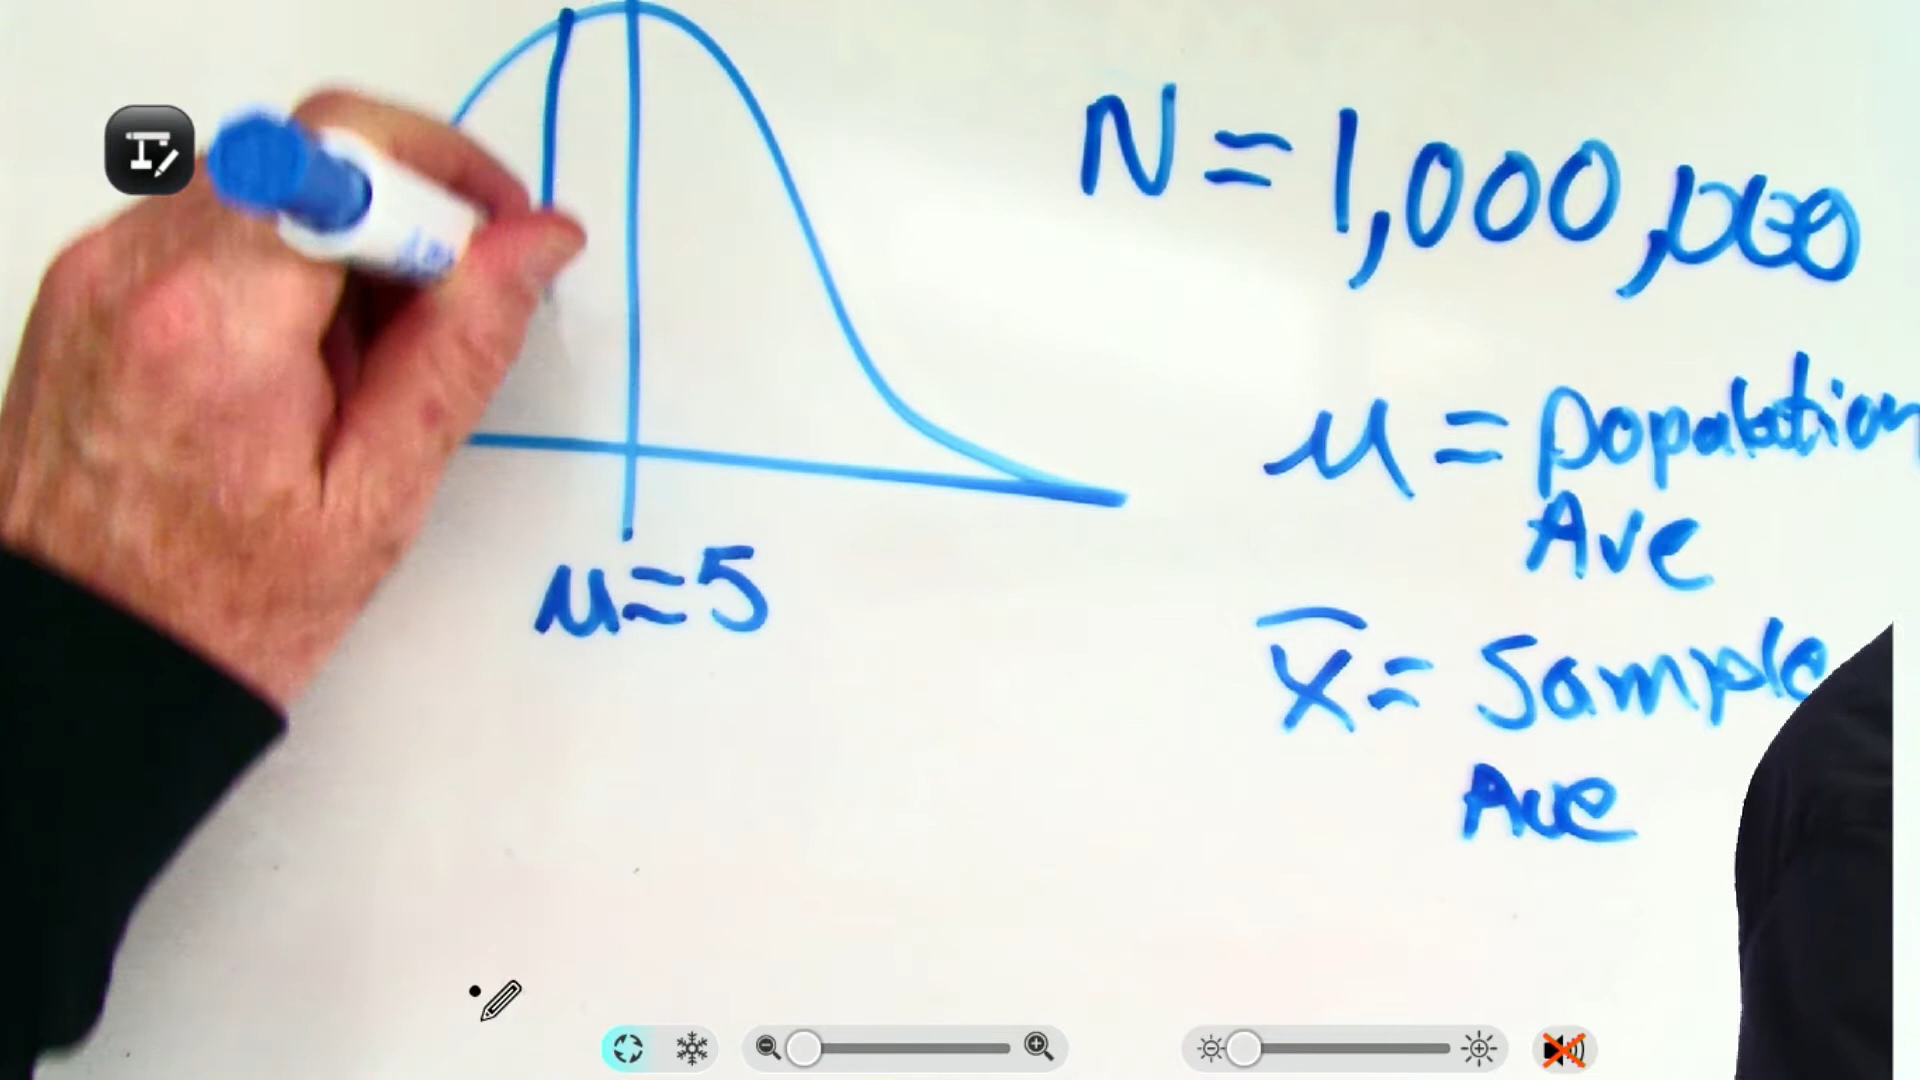 N = 1,000,000
μ = population
Ave
μ = 5
x̄ = Sample
Ave